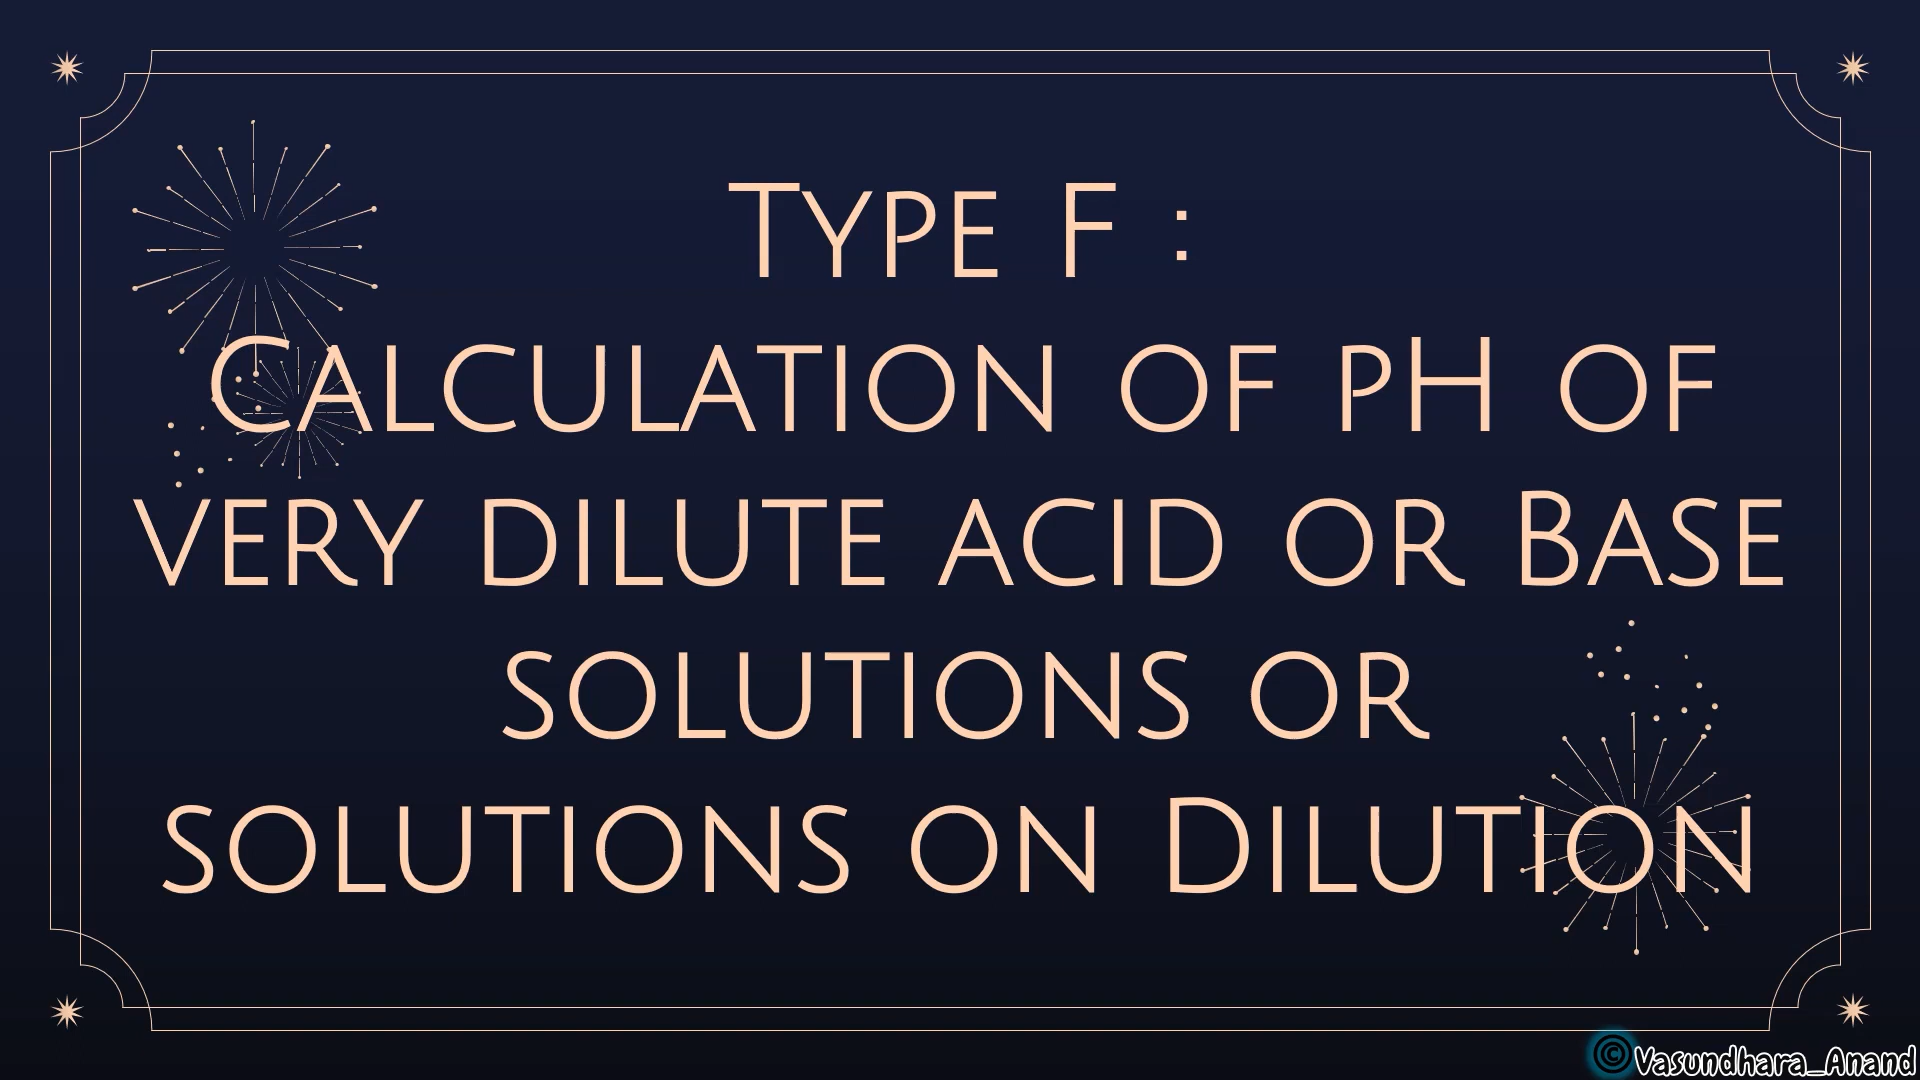 Type F :
Calculation of pH of
very dilute acid or Base
solutions or
solutions on Dilution
© Vasundhara_Anand